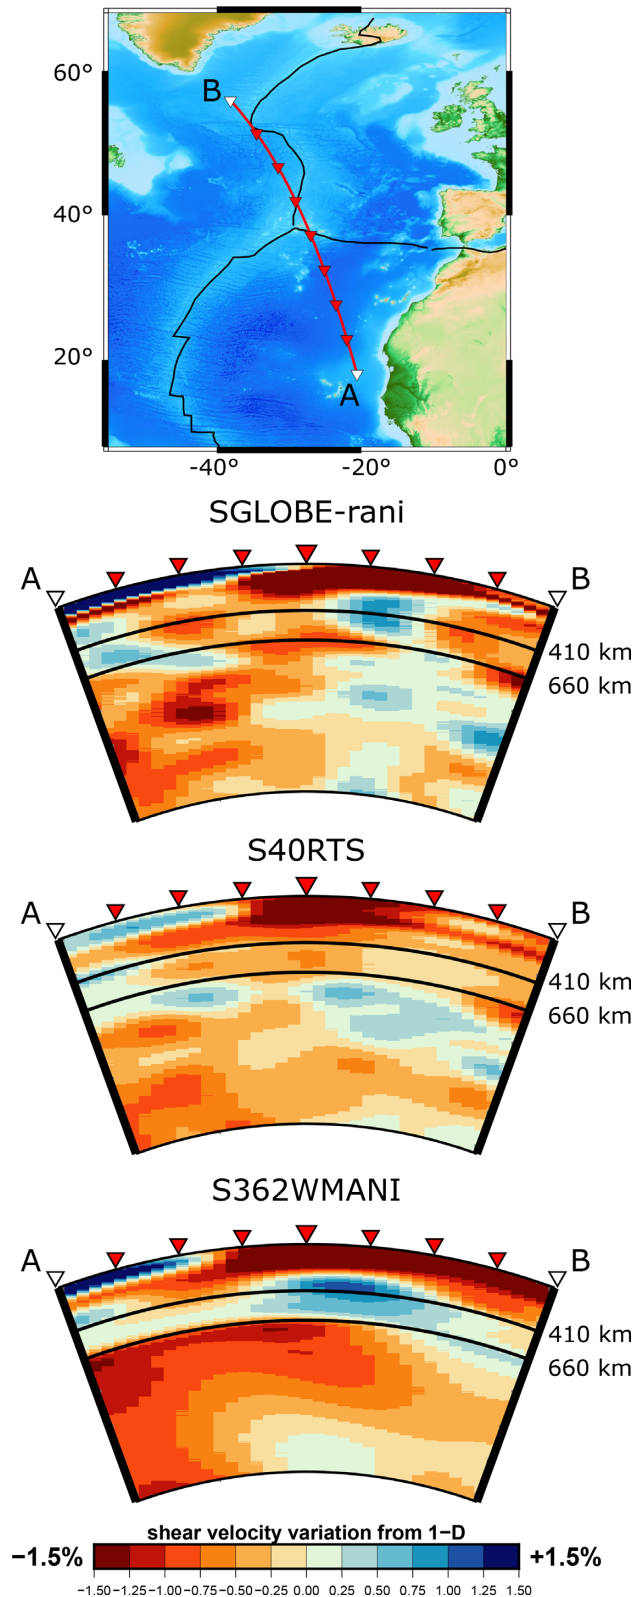 60°
B
40°
20°
A
-40°
-20°
0°
SGLOBE-rani
A
B
410 km
660 km
S40RTS
A
B
410 km
660 km
S362WMANI
A
B
410 km
660 km
shear velocity variation from 1−D
−1.5%
+1.5%
−1.50 −1.25 −1.00 −0.75 −0.50 −0.25 0.00 0.25 0.50 0.75 1.00 1.25 1.50